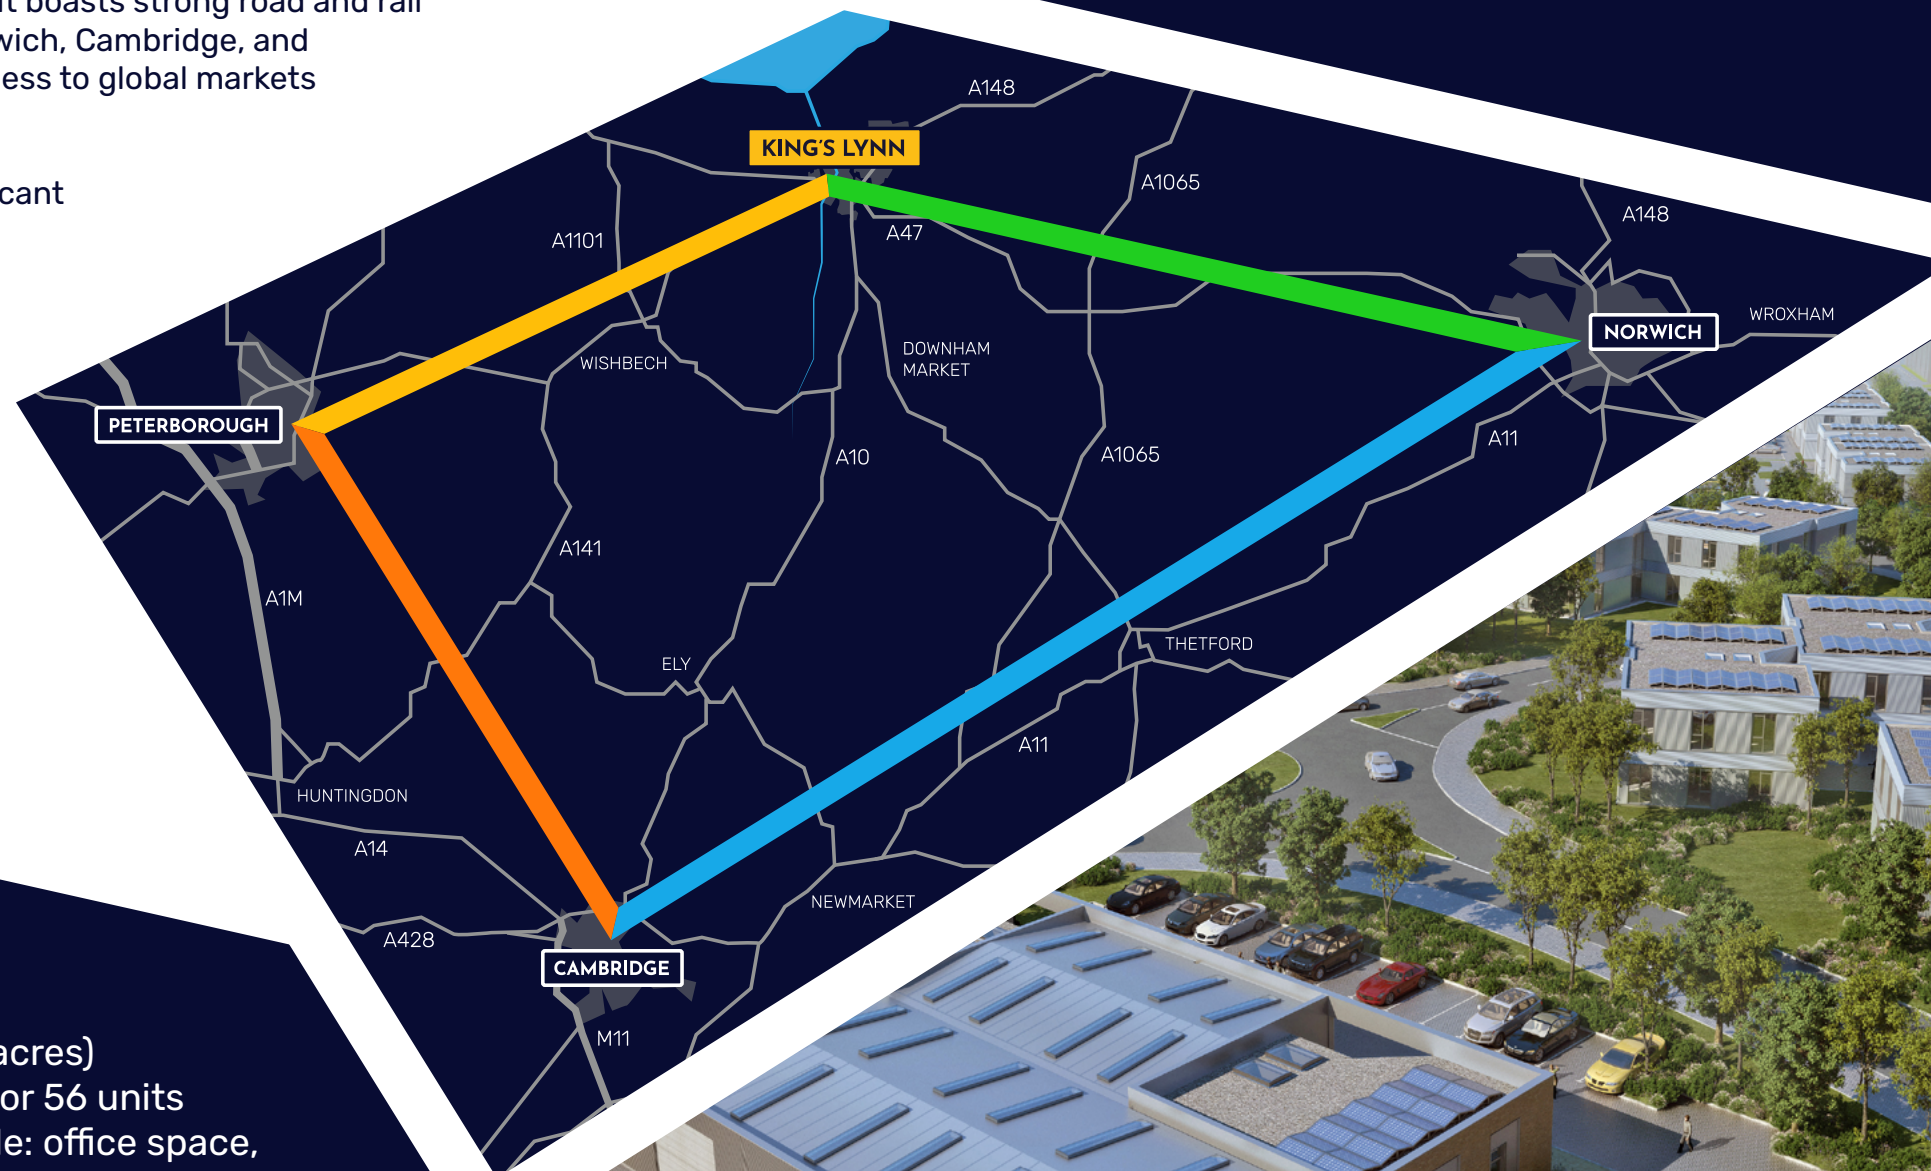 t boasts strong road and rail
wich, Cambridge, and
ess to global markets
cant
A148
KING'S LYNN
A1065
A148
A1101
A47
WROXHAM
NORWICH
WISHBECH
DOWNHAM
MARKET
PETERBOROUGH
A11
A10
A1065
A141
A1M
THETFORD
ELY
A11
HUNTINGDON
A14
NEWMARKET
A428
CAMBRIDGE
M11
acres)
or 56 units
le: office space,